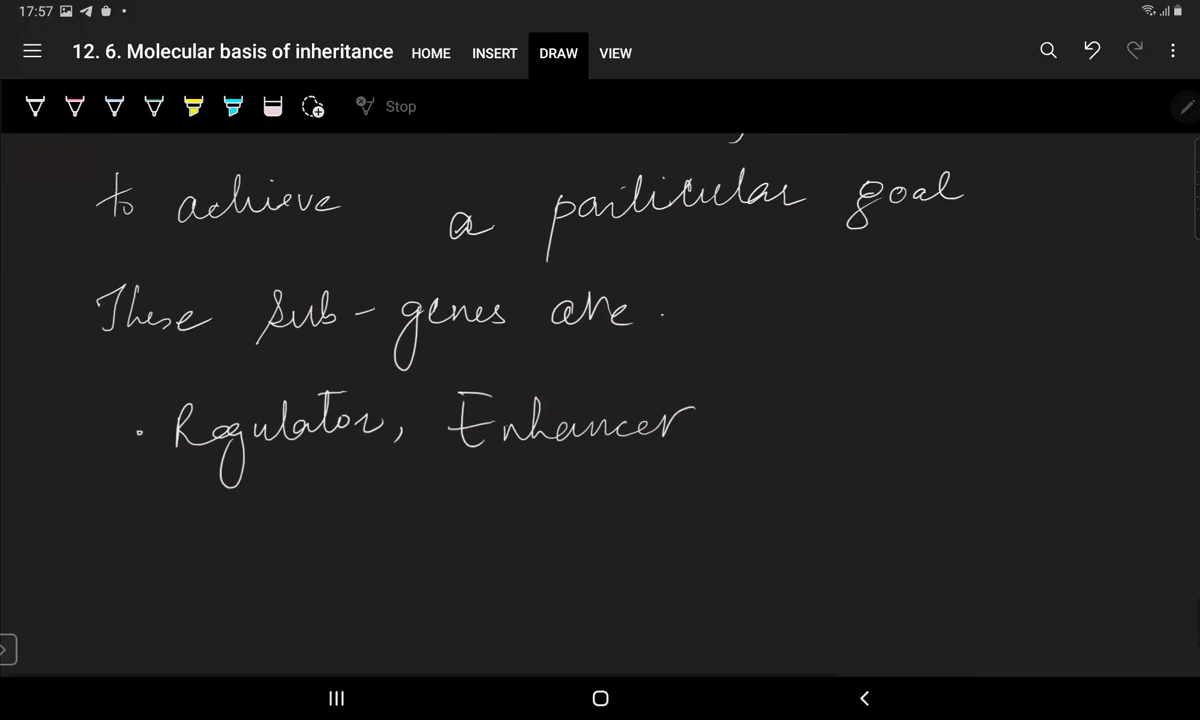 17:57
12. 6. Molecular basis of inheritance HOME INSERT DRAW VIEW
Stop
to achieve a particular goal
These sub-genes are.
. Regulator, Enhancer